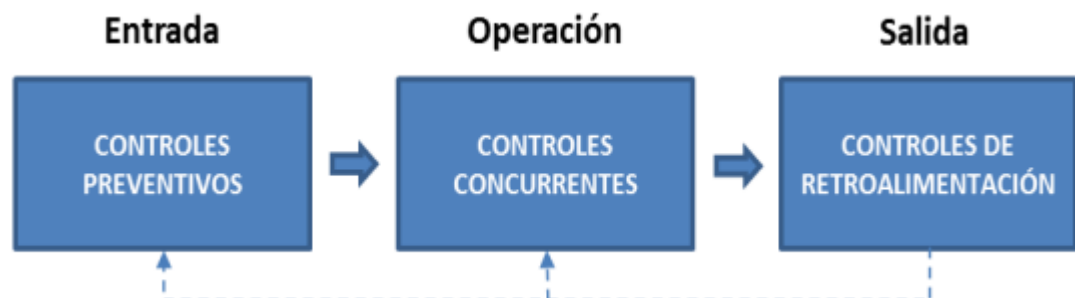 Entrada
Operación
Salida
CONTROLES
PREVENTIVOS
CONTROLES
CONCURRENTES
CONTROLES DE
RETROALIMENTACIÓN